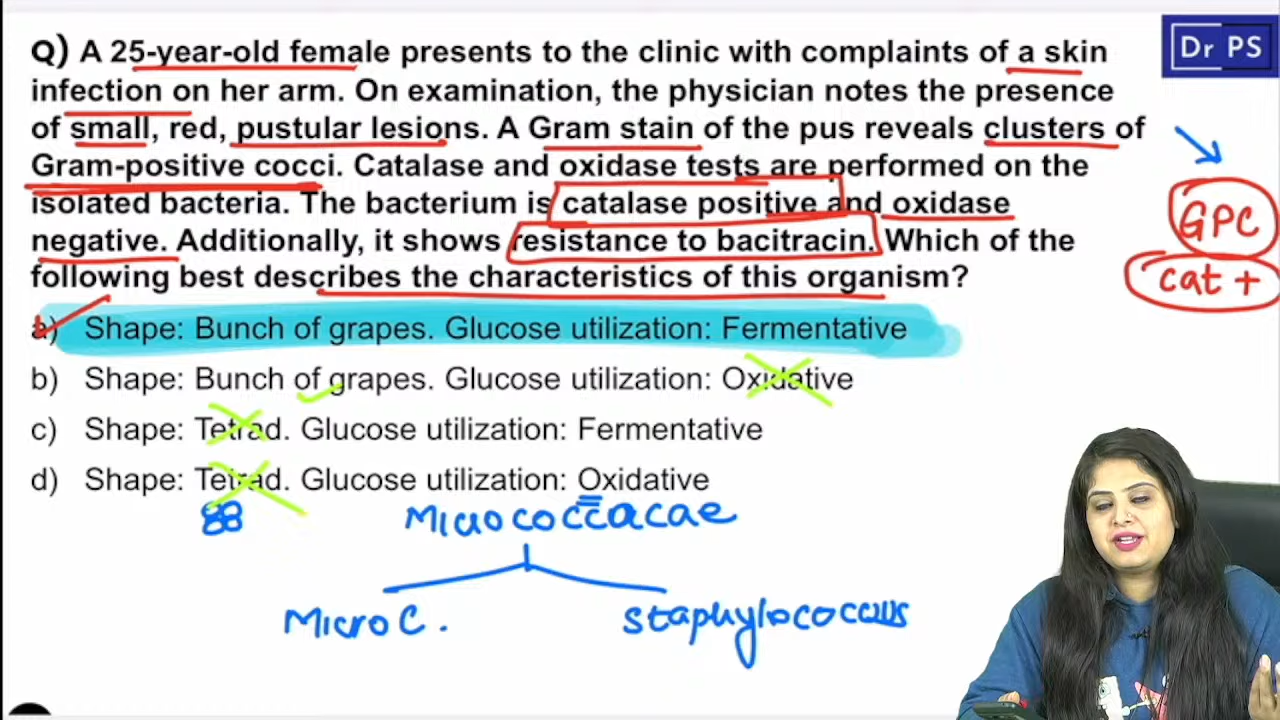 Dr PS
Q) A 25-year-old female presents to the clinic with complaints of a skin
infection on her arm. On examination, the physician notes the presence
of small, red, pustular lesions. A Gram stain of the pus reveals clusters of
Gram-positive cocci. Catalase and oxidase tests are performed on the
isolated bacteria. The bacterium is catalase positive and oxidase
negative. Additionally, it shows resistance to bacitracin. Which of the
following best describes the characteristics of this organism?
GPC
cat +
a) Shape: Bunch of grapes. Glucose utilization: Fermentative
b) Shape: Bunch of grapes. Glucose utilization: Oxidative
c) Shape: Tetrad. Glucose utilization: Fermentative
d) Shape: Tetrad. Glucose utilization: Oxidative
Micrococcacae
MicroC. Staphylococcus